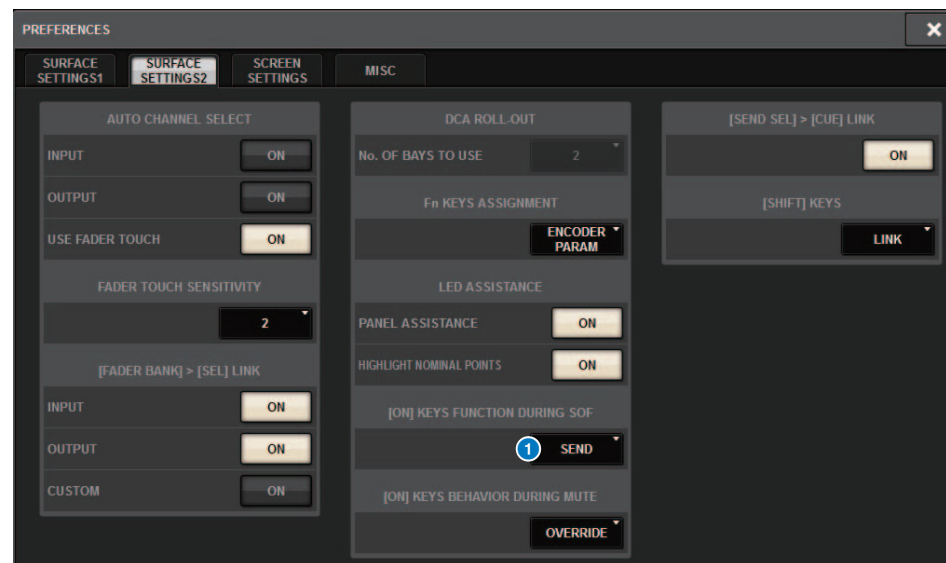 PREFERENCES
SURFACE SETTINGS1
SURFACE SETTINGS2
SCREEN SETTINGS
MISC
AUTO CHANNEL SELECT
INPUT ON
OUTPUT ON
USE FADER TOUCH ON
FADER TOUCH SENSITIVITY
2
[FADER BANK] > [SEL] LINK
INPUT ON
OUTPUT ON
CUSTOM ON
DCA ROLL-OUT
No. OF BAYS TO USE 2
Fn KEYS ASSIGNMENT
ENCODER
PARAM
LED ASSISTANCE
PANEL ASSISTANCE ON
HIGHLIGHT NOMINAL POINTS ON
[ON] KEYS FUNCTION DURING SOF
1 SEND
[ON] KEYS BEHAVIOR DURING MUTE
OVERRIDE
[SEND SEL] > [CUE] LINK
ON
[SHIFT] KEYS
LINK